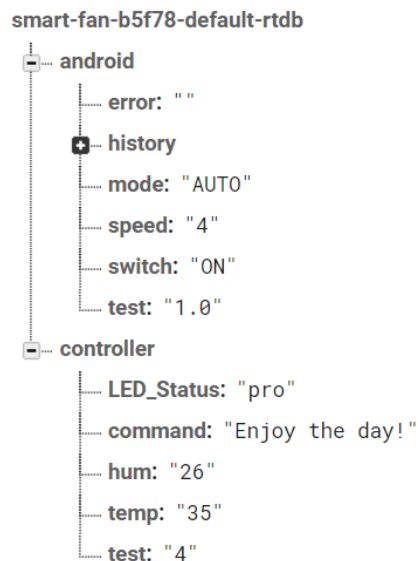 smart-fan-b5f78-default-rtdb
android
error: ""
history
mode: "AUTO"
speed: "4"
switch: "ON"
test: "1.0"
controller
LED_Status: "pro"
command: "Enjoy the day!"
hum: "26"
temp: "35"
test: "4"